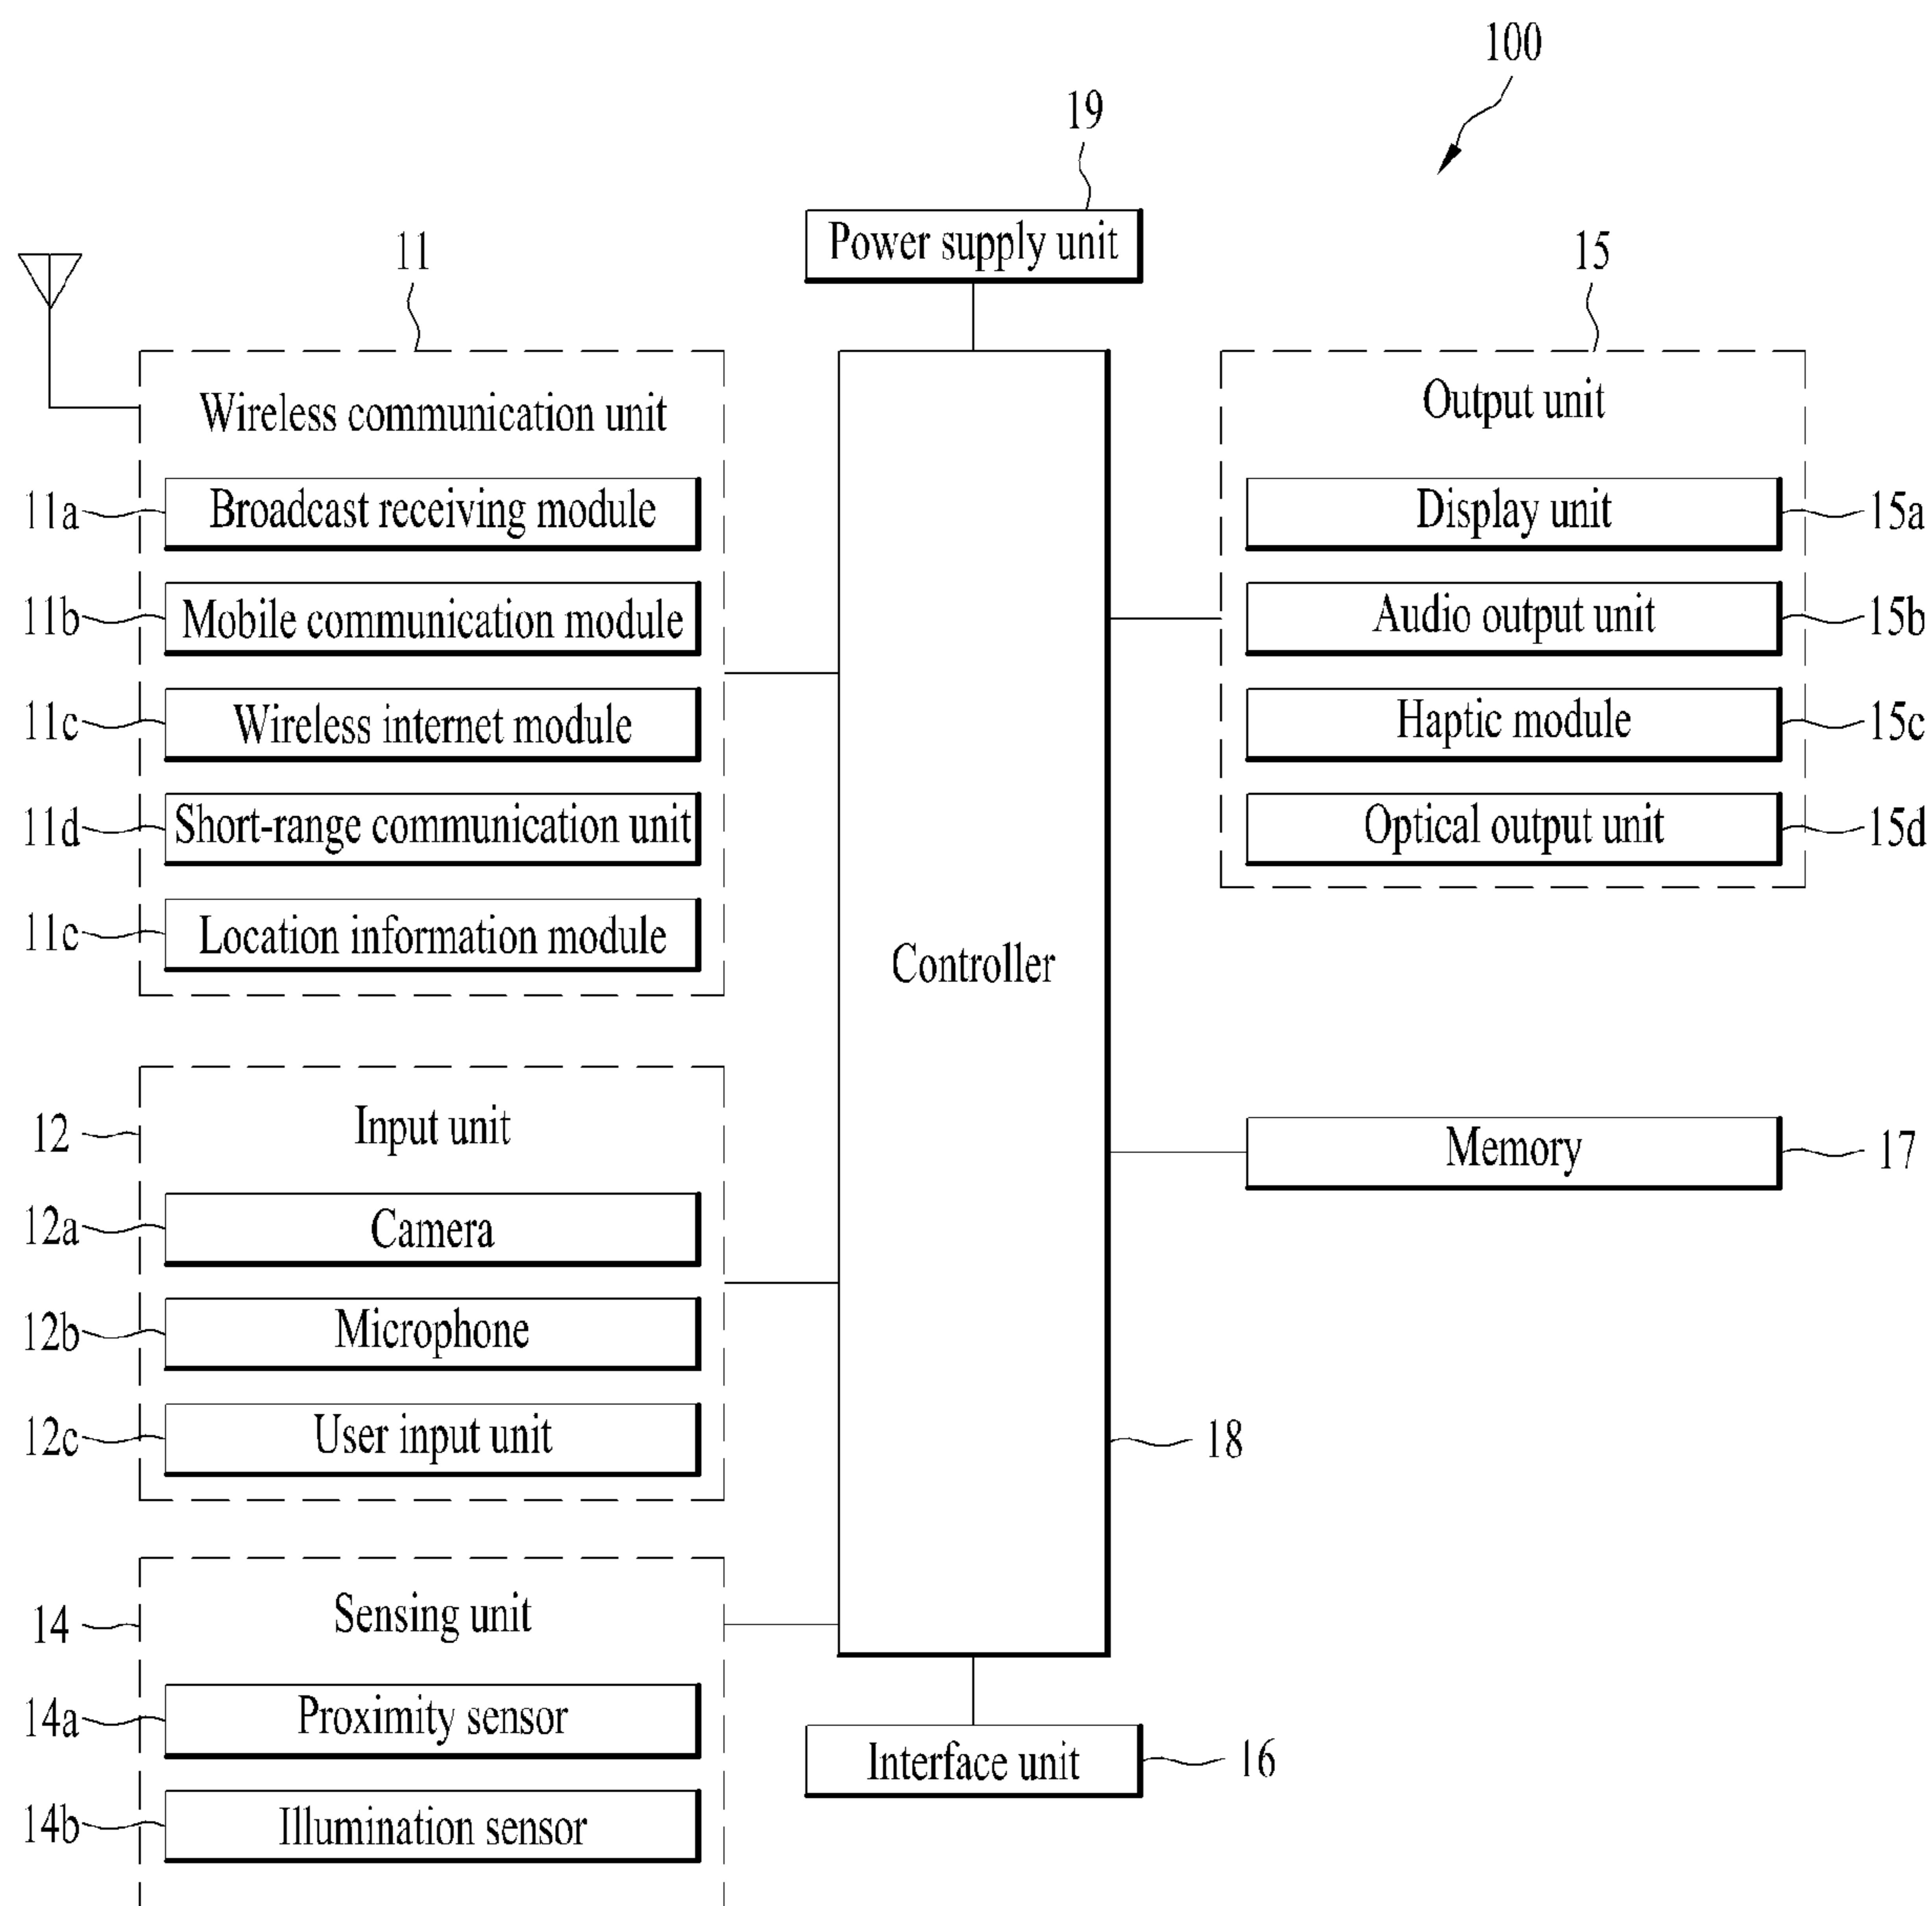 100
19
Power supply unit
11
15
Wireless communication unit
Output unit
11a
Broadcast receiving module
Display unit
15a
11b
Mobile communication module
Audio output unit
15b
11c
Wireless internet module
Haptic module
15c
11d
Short-range communication unit
Optical output unit
15d
11c
Location information module
Controller
12
Input unit
Memory
17
12a
Camera
12b
Microphone
12c
User input unit
18
14
Sensing unit
14a
Proximity sensor
Interface unit
16
14b
Illumination sensor